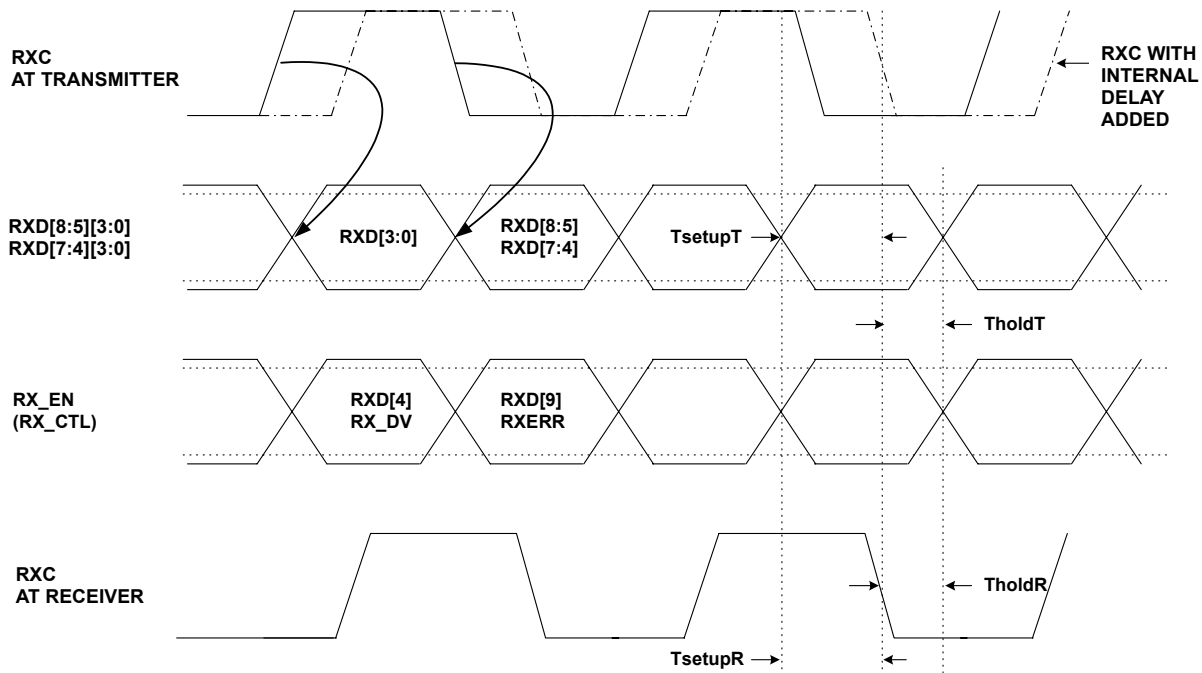 RXC
AT TRANSMITTER
RXC WITH
INTERNAL
DELAY
ADDED
RXD[8:5][3:0]
RXD[7:4][3:0]
RXD[3:0]
RXD[8:5]
RXD[7:4]
TsetupT
TholdT
RX_EN
(RX_CTL)
RXD[4]
RX_DV
RXD[9]
RXERR
RXC
AT RECEIVER
TholdR
TsetupR